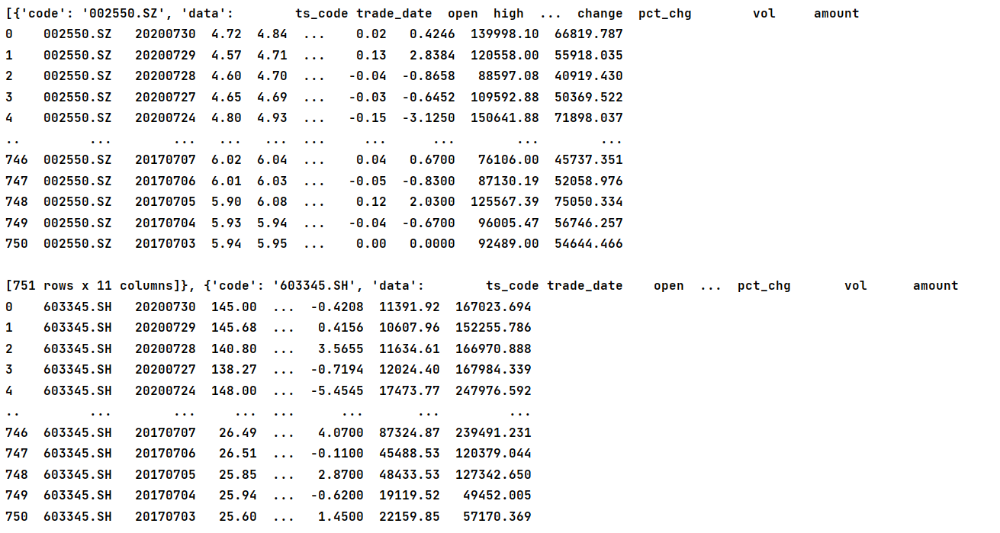 [{'code': '002550.SZ', 'data':        ts_code trade_date  open  high  ...  change  pct_chg        vol     amount
0    002550.SZ   20200730  4.72  4.84  ...    0.02   0.4246  139998.10  66819.787
1    002550.SZ   20200729  4.57  4.71  ...    0.13   2.8384  120558.00  55918.035
2    002550.SZ   20200728  4.60  4.70  ...   -0.04  -0.8658   88597.08  40919.430
3    002550.SZ   20200727  4.65  4.69  ...   -0.03  -0.6452  109592.88  50369.522
4    002550.SZ   20200724  4.80  4.93  ...   -0.15  -3.1250  150641.88  71898.037
..         ...        ...   ...   ...  ...     ...      ...        ...        ...
746  002550.SZ   20170707  6.02  6.04  ...    0.04   0.6700   76106.00  45737.351
747  002550.SZ   20170706  6.01  6.03  ...   -0.05  -0.8300   87130.19  52058.976
748  002550.SZ   20170705  5.90  6.08  ...    0.12   2.0300  125567.39  75050.334
749  002550.SZ   20170704  5.93  5.94  ...   -0.04  -0.6700   96005.47  56746.257
750  002550.SZ   20170703  5.94  5.95  ...    0.00   0.0000   92489.00  54644.466
[751 rows x 11 columns]}, {'code': '603345.SH', 'data':        ts_code trade_date    open  ...  pct_chg       vol      amount
0    603345.SH   20200730  145.00  ...  -0.4208  11391.92  167023.694
1    603345.SH   20200729  145.68  ...   0.4156  10607.96  152255.786
2    603345.SH   20200728  140.80  ...   3.5655  11634.61  166970.888
3    603345.SH   20200727  138.27  ...  -0.7194  12024.40  167984.339
4    603345.SH   20200724  148.00  ...  -5.4545  17473.77  247976.592
..         ...        ...     ...  ...      ...       ...         ...
746  603345.SH   20170707   26.49  ...   4.0700  87324.87  239491.231
747  603345.SH   20170706   26.51  ...  -0.1100  45488.53  120379.044
748  603345.SH   20170705   25.85  ...   2.8700  48433.53  127342.650
749  603345.SH   20170704   25.94  ...  -0.6200  19119.52   49452.005
750  603345.SH   20170703   25.60  ...   1.4500  22159.85   57170.369